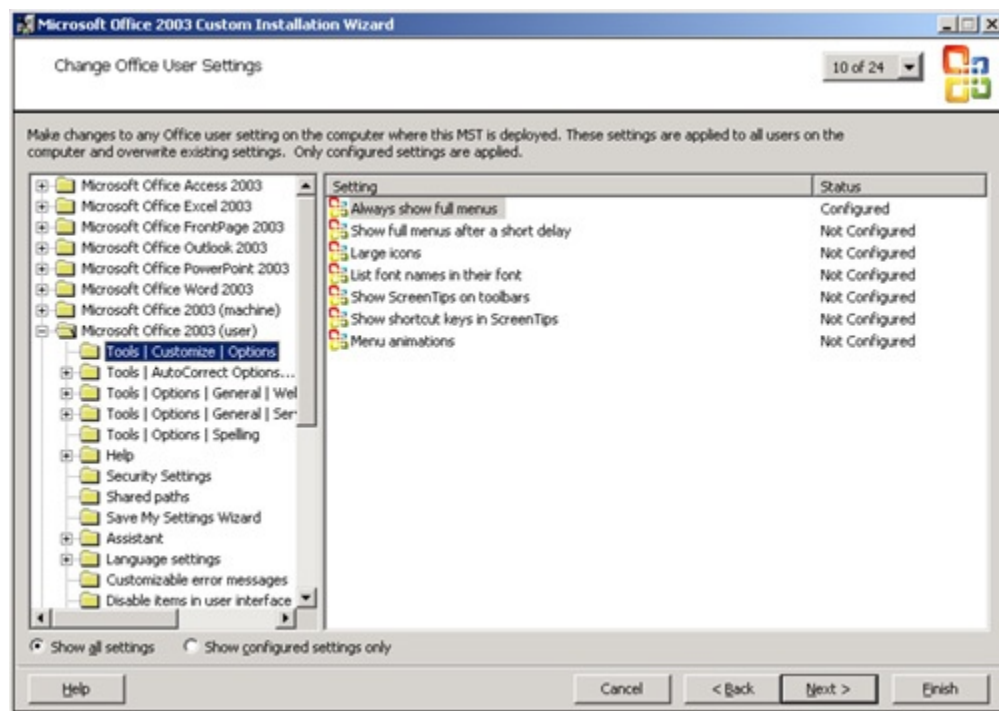 Microsoft Office 2003 Custom Installation Wizard
Change Office User Settings
10 of 24
Make changes to any Office user setting on the computer where this MST is deployed. These settings are applied to all users on the
computer and overwrite existing settings. Only configured settings are applied.
Microsoft Office Access 2003
Microsoft Office Excel 2003
Microsoft Office FrontPage 2003
Microsoft Office Outlook 2003
Microsoft Office PowerPoint 2003
Microsoft Office Word 2003
Microsoft Office 2003 (machine)
Microsoft Office 2003 (user)
Tools | Customize | Options
Tools | AutoCorrect Options...
Tools | Options | General | Wel
Tools | Options | General | Ser
Tools | Options | Spelling
Help
Security Settings
Shared paths
Save My Settings Wizard
Assistant
Language settings
Customizable error messages
Disable items in user interface
Setting Status
Always show full menus Configured
Show full menus after a short delay Not Configured
Large icons Not Configured
List font names in their font Not Configured
Show ScreenTips on toolbars Not Configured
Show shortcut keys in ScreenTips Not Configured
Menu animations Not Configured
Show all settings Show configured settings only
Help Cancel < Back Next > Finish